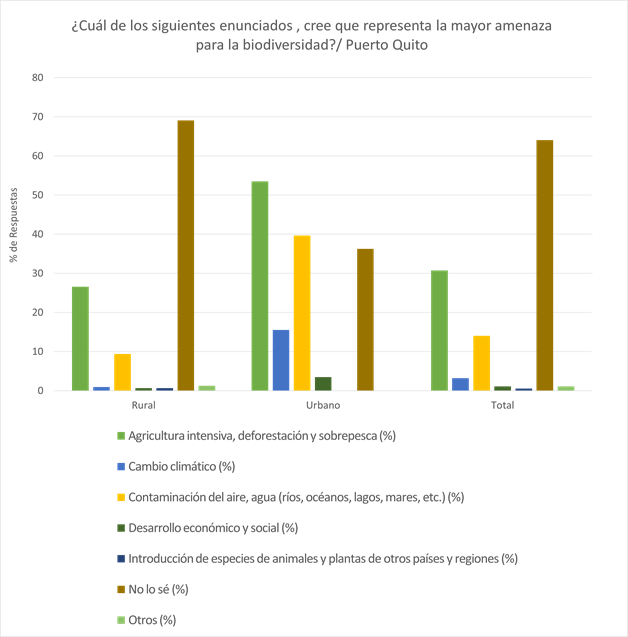 ¿Cuál de los siguientes enunciados , cree que representa la mayor amenaza
para la biodiversidad?/ Puerto Quito
80
70
60
50
40
30
20
10
0
% de Respuestas
Rural
Urbano
Total
Agricultura intensiva, deforestación y sobrepesca (%)
Cambio climático (%)
Contaminación del aire, agua (ríos, océanos, lagos, mares, etc.) (%)
Desarrollo económico y social (%)
Introducción de especies de animales y plantas de otros países y regiones (%)
No lo sé (%)
Otros (%)